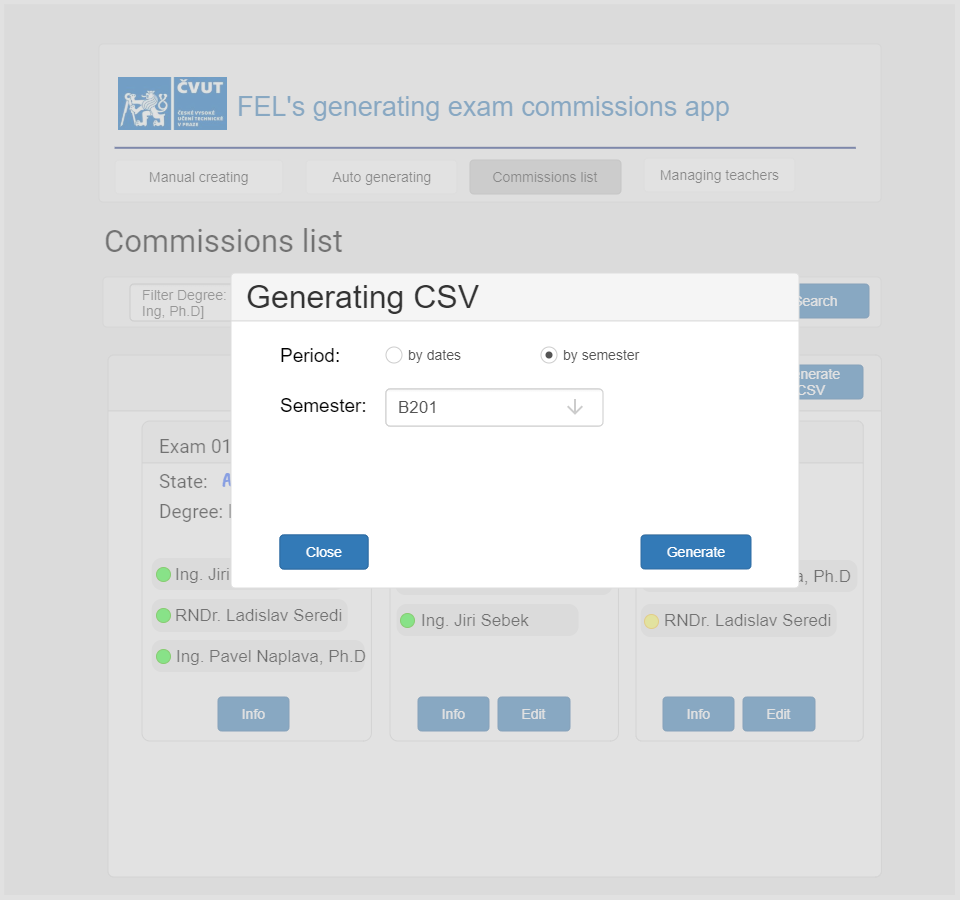 ČVUT
ČESKÉ VYSOKÉ
UČENÍ TECHNICKÉ
V PRAZE
FEL's generating exam commissions app
Manual creating
Auto generating
Commissions list
Managing teachers
Commissions list
Filter Degree:
Ing, Ph.D]
Search
Generating CSV
Period:
by dates
by semester
Semester:
B201
Close
Generate
nerate
CSV
Exam 01
State: A
Degree:
Ing. Jiri
RNDr. Ladislav Seredi
Ing. Pavel Naplava, Ph.D
Info
Ing. Jiri Sebek
Info
Edit
a, Ph.D
RNDr. Ladislav Seredi
Info
Edit